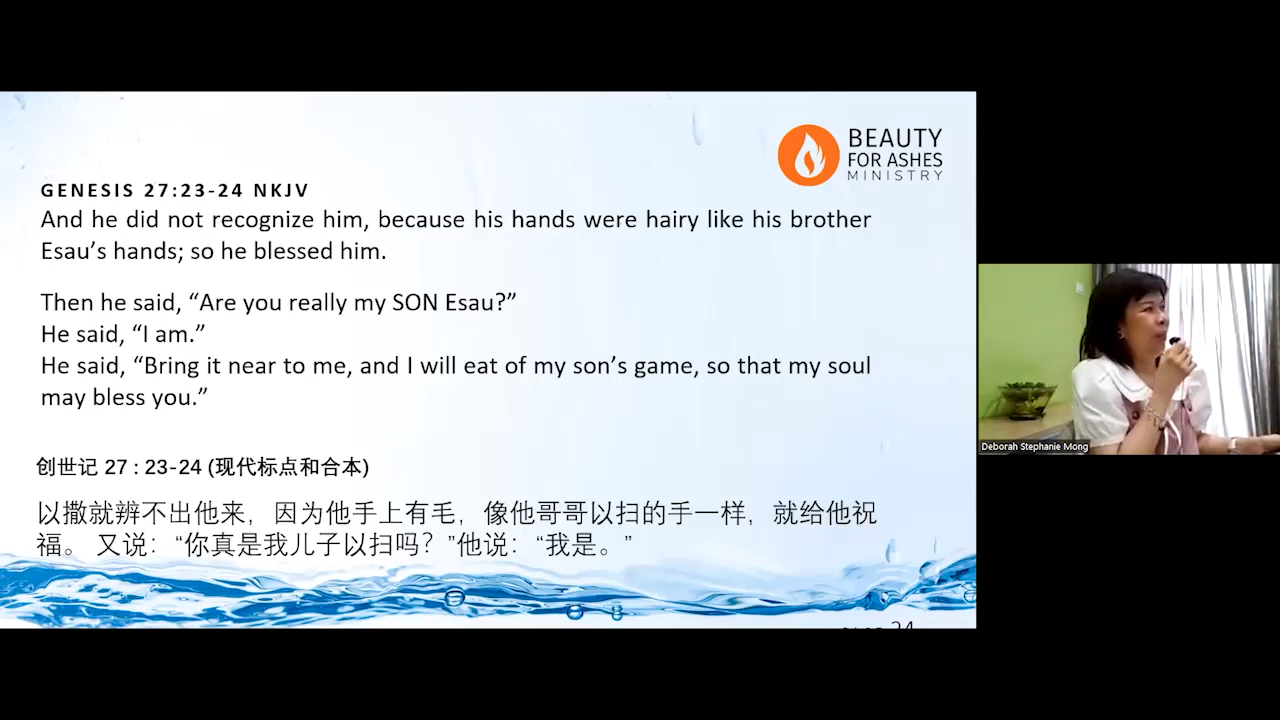 BEAUTY
FOR ASHES
MINISTRY
GENESIS 27:23-24 NKJV
And he did not recognize him, because his hands were hairy like his brother
Esau’s hands; so he blessed him.
Then he said, “Are you really my SON Esau?”
He said, “I am.”
He said, “Bring it near to me, and I will eat of my son’s game, so that my soul
may bless you.”
创世记 27 : 23-24 (现代标点和合本)
以撒就辨不出他来，因为他手上有毛，像他哥哥以扫的手一样，就给他祝
福。 又说：“你真是我儿子以扫吗？”他说：“我是。”
24
Deborah Stephanie Mong